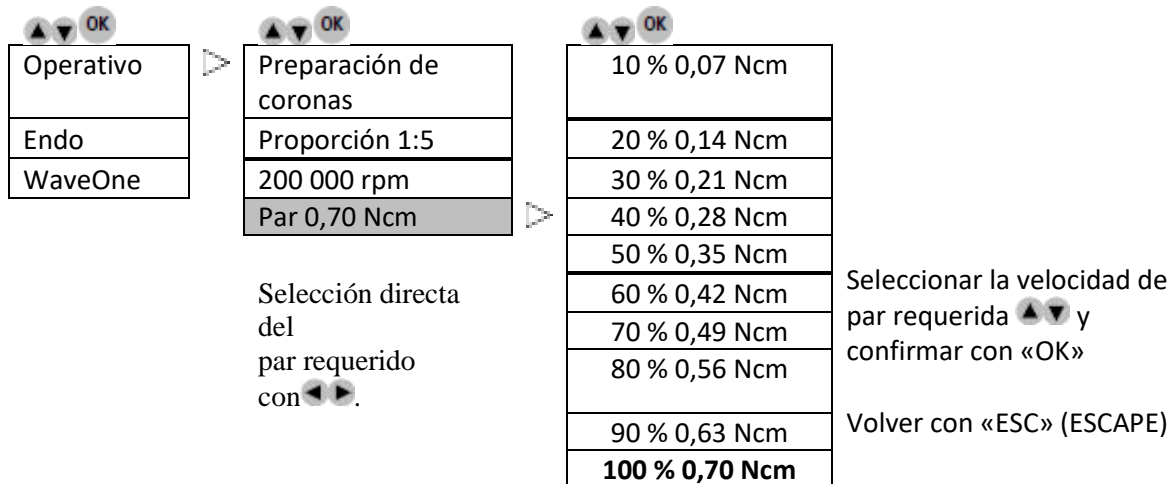 OK
Operativo
Endo
WaveOne
OK
Preparación de
coronas
Proporción 1:5
200 000 rpm
Par 0,70 Ncm
Selección directa
del
par requerido
con .
OK
10 % 0,07 Ncm
20 % 0,14 Ncm
30 % 0,21 Ncm
40 % 0,28 Ncm
50 % 0,35 Ncm
60 % 0,42 Ncm
70 % 0,49 Ncm
80 % 0,56 Ncm
90 % 0,63 Ncm
100 % 0,70 Ncm
Seleccionar la velocidad de
par requerida y
confirmar con «OK»
Volver con «ESC» (ESCAPE)